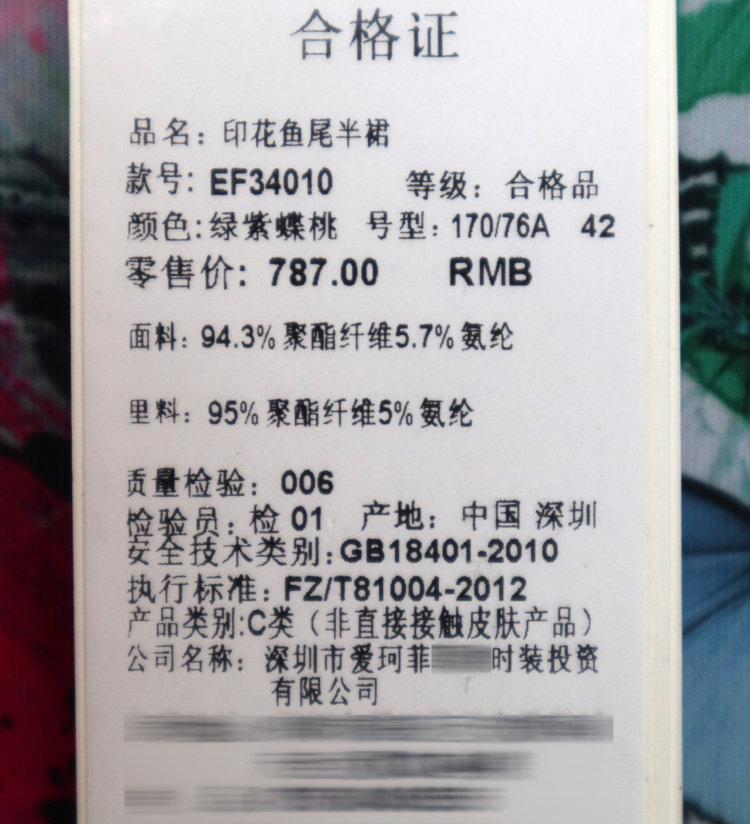 合格证
品名：印花鱼尾半裙
款号：EF34010 等级：合格品
颜色：绿紫蝶桃 号型：170/76A 42
零售价：787.00 RMB
面料：94.3%聚酯纤维5.7%氨纶
里料：95%聚酯纤维5%氨纶
质量检验：006
检验员：检 01 产地：中国 深圳
安全技术类别：GB18401-2010
执行标准：FZ/T81004-2012
产品类别：C类（非直接接触皮肤产品）
公司名称：深圳市爱珂菲 时装投资
有限公司